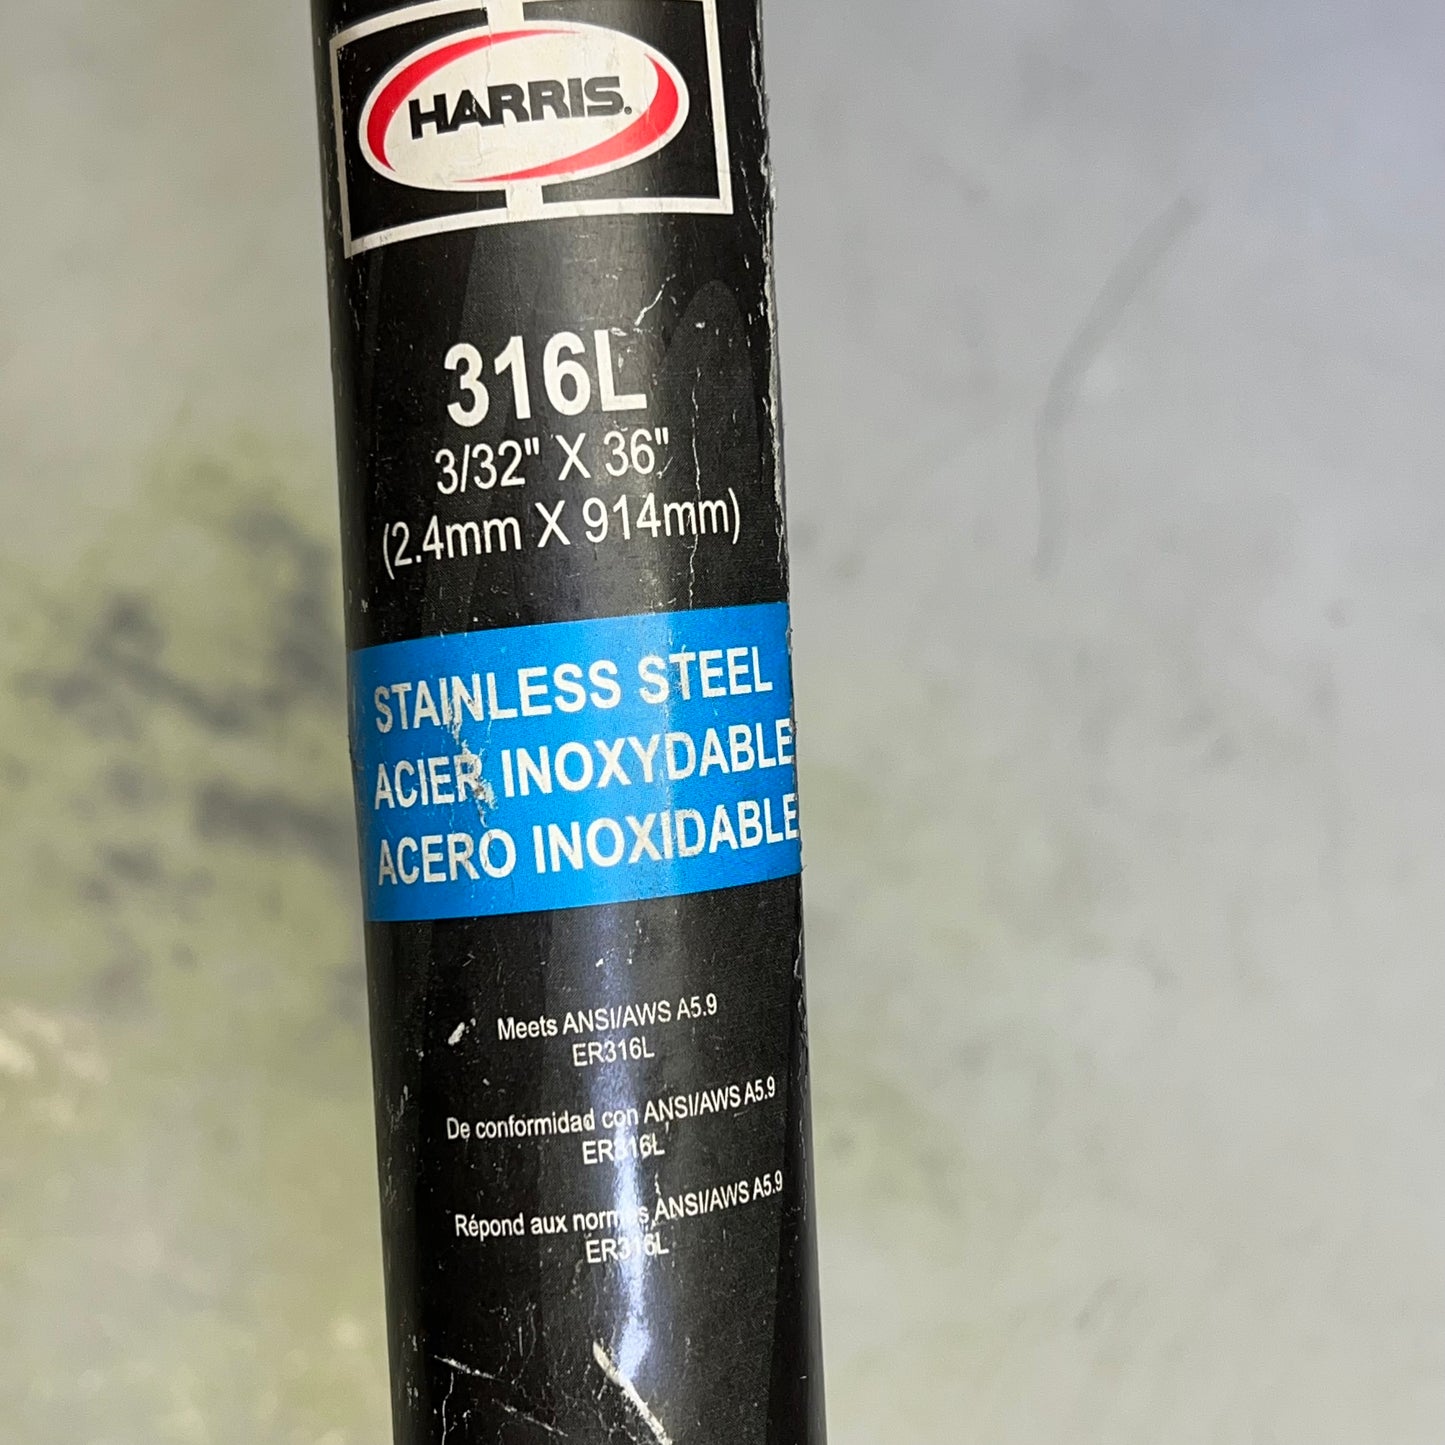 HARRIS.
316L
3/32" X 36"
(2.4mm X 914mm)
STAINLESS STEEL
ACIER INOXYDABLE
ACERO INOXIDABLE
Meets ANSI/AWS A5.9
ER316L
De conformidad con ANSI/AWS A5.9
ER316L
Répond aux normes ANSI/AWS A5.9
ER316L